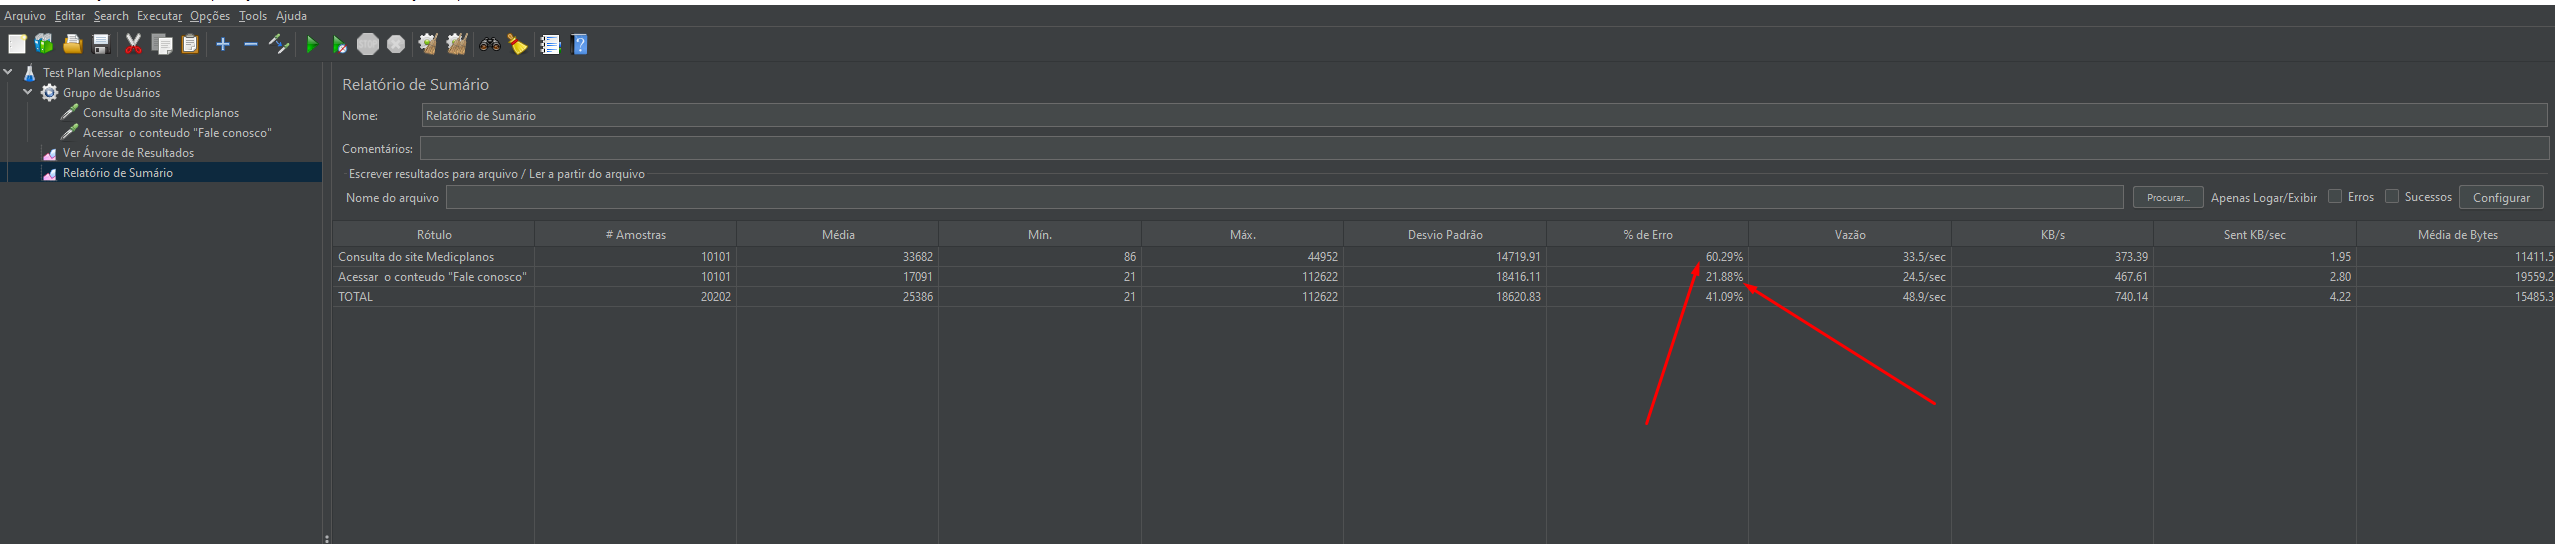 Arquivo Editar Search Executar Opções Tools Ajuda
Test Plan Medicplanos
Grupo de Usuários
Consulta do site Medicplanos
Acessar o conteudo "Fale conosco"
Ver Árvore de Resultados
Relatório de Sumário
Relatório de Sumário
Nome: Relatório de Sumário
Comentários:
Escrever resultados para arquivo / Ler a partir do arquivo
Nome do arquivo Procurar... Apenas Logar/Exibir Erros Sucessos Configurar
Rótulo # Amostras Média Mín. Máx. Desvio Padrão % de Erro Vazão KB/s Sent KB/sec Média de Bytes
Consulta do site Medicplanos 10101 33682 86 44952 14719.91 60.29% 33.5/sec 373.39 1.95 11411.5
Acessar o conteudo "Fale conosco" 10101 17091 21 112622 18416.11 21.88% 24.5/sec 467.61 2.80 19559.2
TOTAL 20202 25386 21 112622 18620.83 41.09% 48.9/sec 740.14 4.22 15485.3